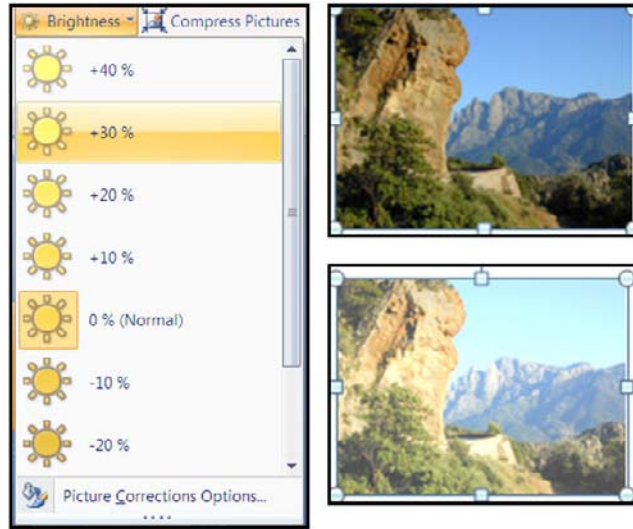 Brightness Compress Pictures
+40 %
+30 %
+20 %
+10 %
0 % (Normal)
-10 %
-20 %
Picture Corrections Options...